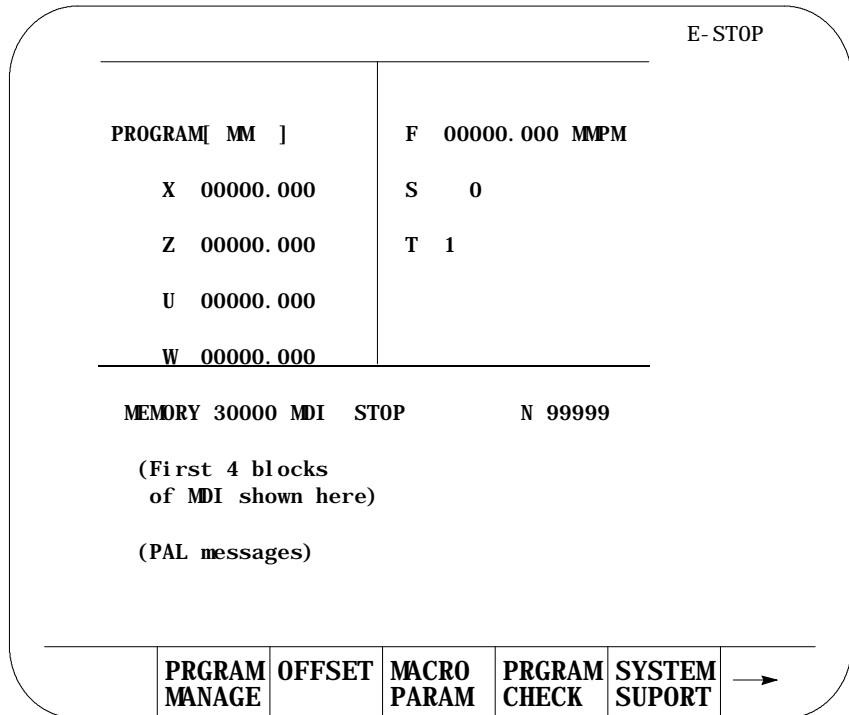 E-STOP
PROGRAM[ MM ] F 00000.000 MMPM
X 00000.000 S 0
Z 00000.000 T 1
U 00000.000
W 00000.000
MEMORY 30000 MDI STOP N 99999
(First 4 blocks
of MDI shown here)
(PAL messages)
PRGRAM OFFSET MACRO PRGRAM SYSTEM
MANAGE PARAM CHECK SUPORT